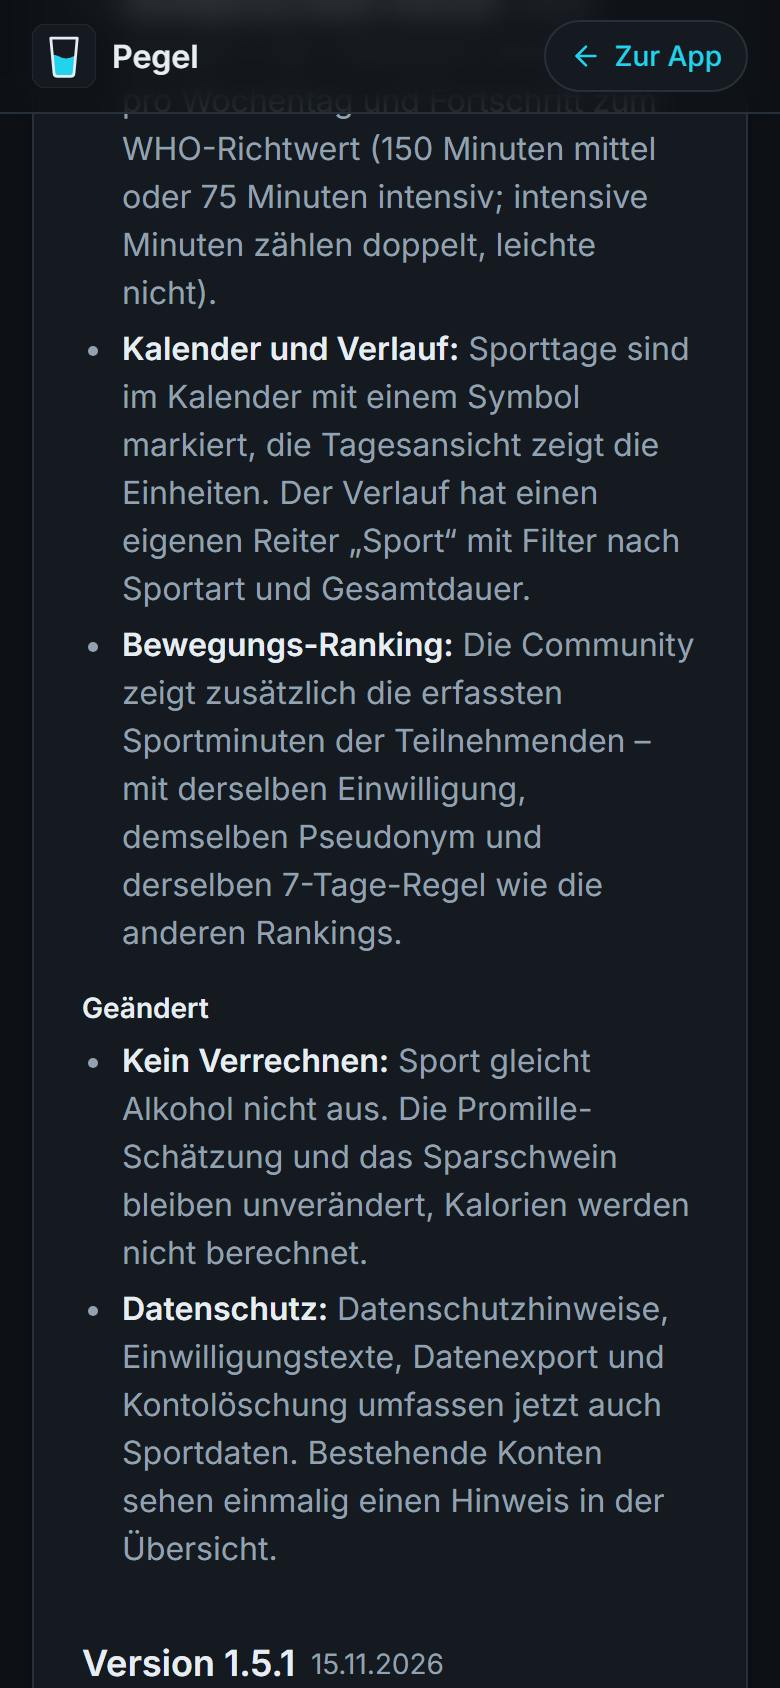 Pegel
← Zur App
pro Wochentag und Fortschritt zum
WHO-Richtwert (150 Minuten mittel
oder 75 Minuten intensiv; intensive
Minuten zählen doppelt, leichte
nicht).
• Kalender und Verlauf: Sporttage sind
im Kalender mit einem Symbol
markiert, die Tagesansicht zeigt die
Einheiten. Der Verlauf hat einen
eigenen Reiter „Sport“ mit Filter nach
Sportart und Gesamtdauer.
• Bewegungs-Ranking: Die Community
zeigt zusätzlich die erfassten
Sportminuten der Teilnehmenden –
mit derselben Einwilligung,
demselben Pseudonym und
derselben 7-Tage-Regel wie die
anderen Rankings.
Geändert
• Kein Verrechnen: Sport gleicht
Alkohol nicht aus. Die Promille-
Schätzung und das Sparschwein
bleiben unverändert, Kalorien werden
nicht berechnet.
• Datenschutz: Datenschutzhinweise,
Einwilligungstexte, Datenexport und
Kontolöschung umfassen jetzt auch
Sportdaten. Bestehende Konten
sehen einmalig einen Hinweis in der
Übersicht.
Version 1.5.1 15.11.2026